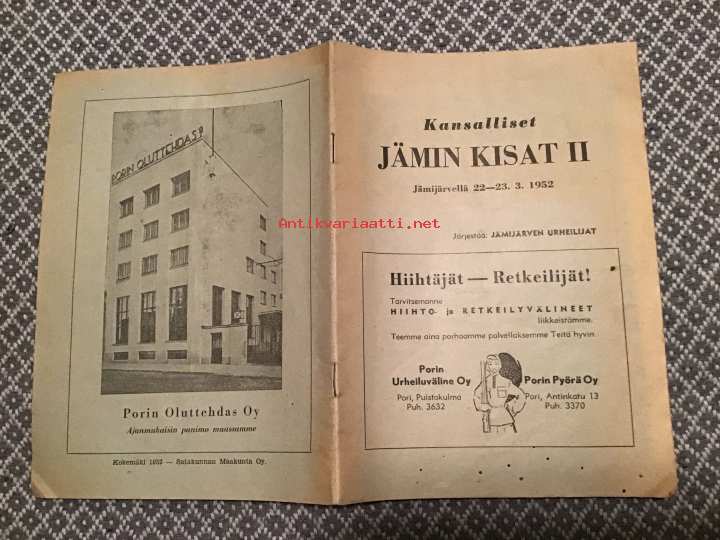 PORIN OLUTTEHDAS
Porin Oluttehdas Oy
Ajanmukaisin panimo maassamme
Kokemäki 1952 — Satakunnan Maakunta Oy.
Antikvariaatti.net
Kansalliset
JÄMIN KISAT II
Jämijärvellä 22—23. 3. 1952
Järjestää: JÄMIJÄRVEN URHEILIJAT
Hiihtäjät — Retkeilijät!
Tarvitsemanne
HIIHTO- ja RETKEILYVÄLINEET
liikkeistämme.
Teemme aina parhaamme palvellaksemme Teitä hyvin.
Porin
Urheiluväline Oy
Pori, Puistokulma
Puh. 3632
Porin Pyörä Oy
Pori, Antinkatu 13
Puh. 3370